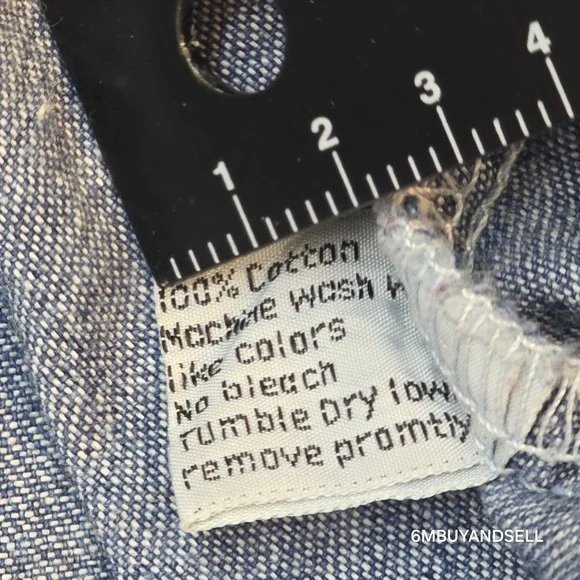 1 2 3 4
100% Cotton
Machine wash
like colors
No bleach
Tumble Dry low,
remove promtly
6MBUYANDSELL